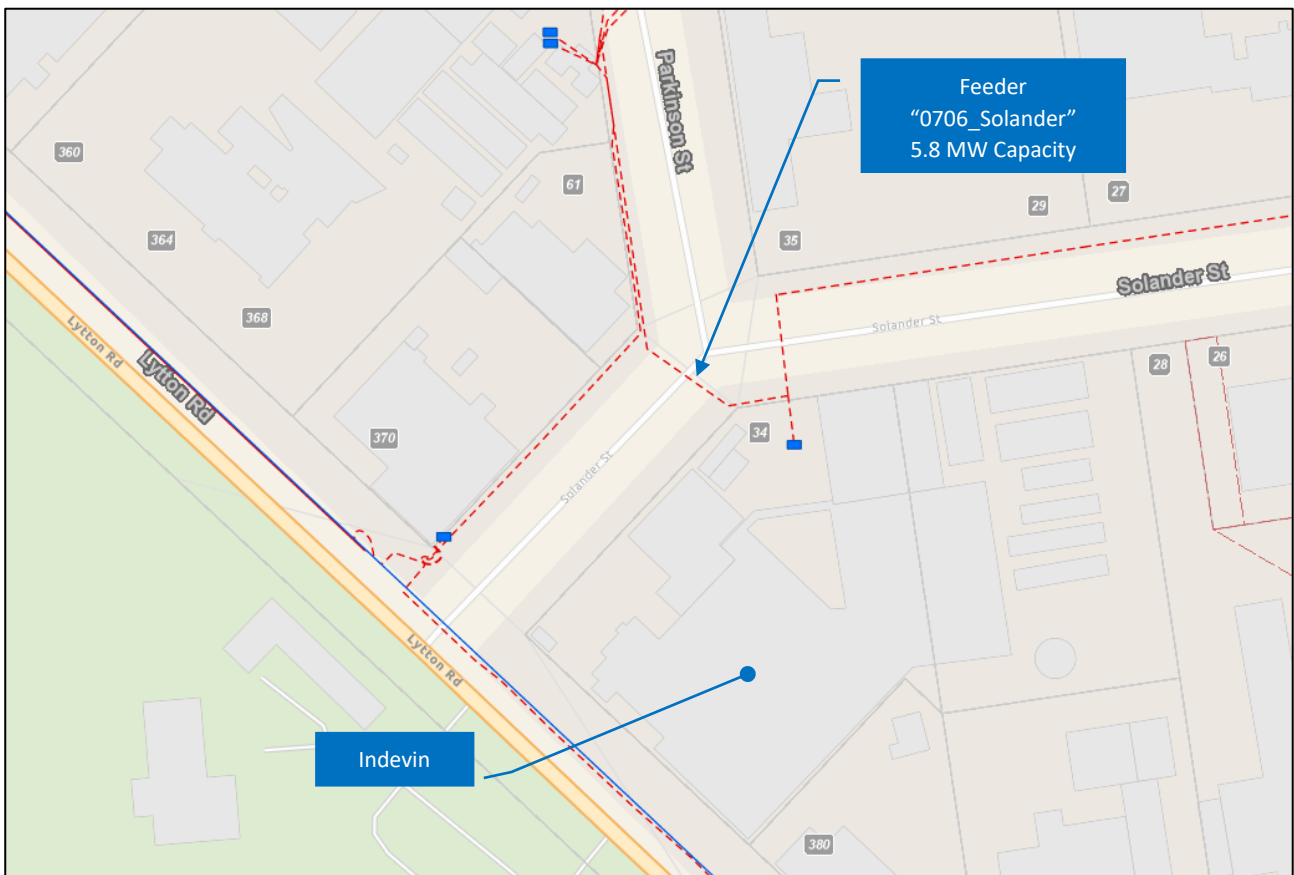 Feeder
“0706_Solander”
5.8 MW Capacity
Parkinson St
360
61
27
29
364
35
Solander St
368
Solander St
Lytton Rd
Lytton Rd
26
28
370
34
Solander St
Lytton Rd
Indevin
380